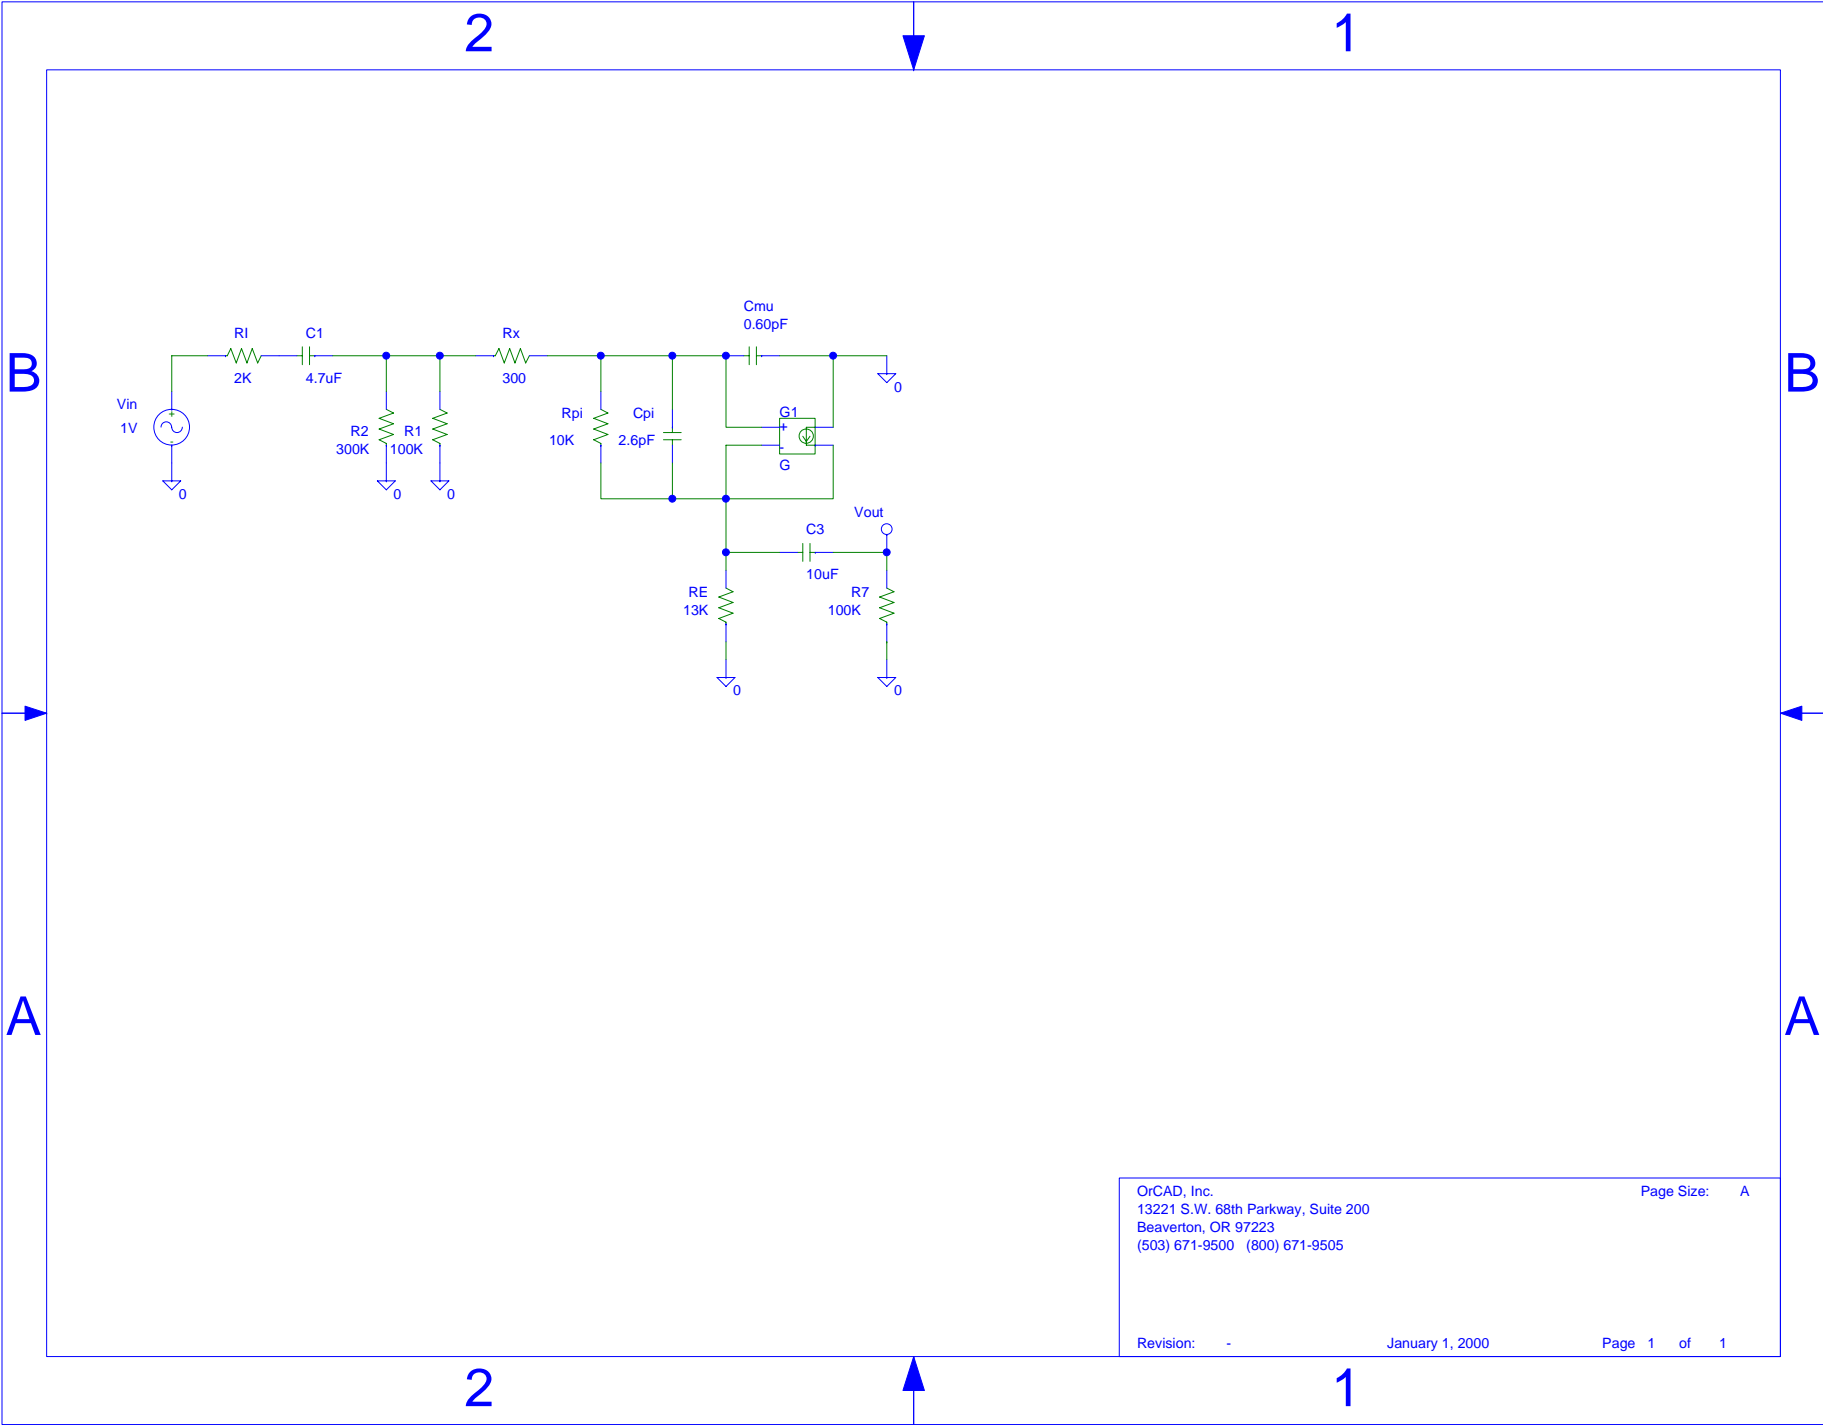 2 1
B B
Cmu
0.60pF
RI C1 Rx
2K 4.7uF 300
0
Vin
1V
Rpi Cpi G1
+
-
10K 2.6pF
R2 R1
300K 100K
G
0 0 0
Vout
C3
10uF
RE R7
13K 100K
0 0
A A
OrCAD, Inc. Page Size: A
13221 S.W. 68th Parkway, Suite 200
Beaverton, OR 97223
(503) 671-9500 (800) 671-9505
Revision: - January 1, 2000 Page 1 of 1
2 1